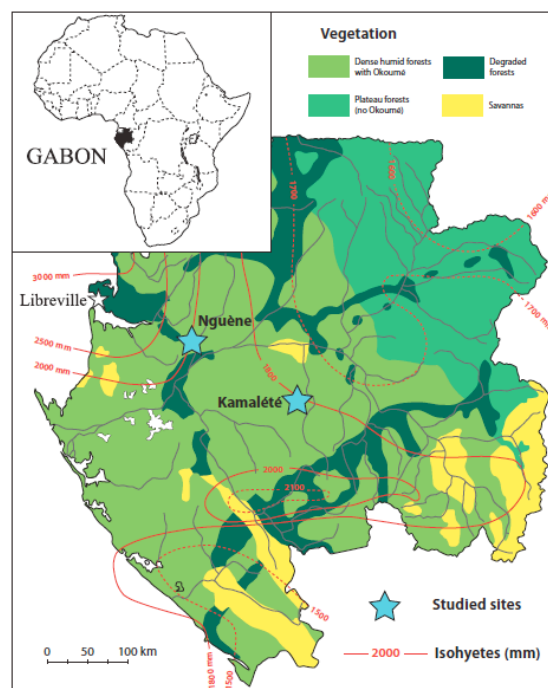 Vegetation
Dense humid forests
with Okoumé
Degraded
forests
Plateau forests
(no Okoumé)
Savannas
GABON
1700
1600 mm
3000 mm
Libreville
1700 mm
Nguène
2500 mm
2000 mm
1800
Kamalété
2000
2100
1500
Studied sites
0 50 100 km
2000 Isohyetes (mm)
1800 mm
1500